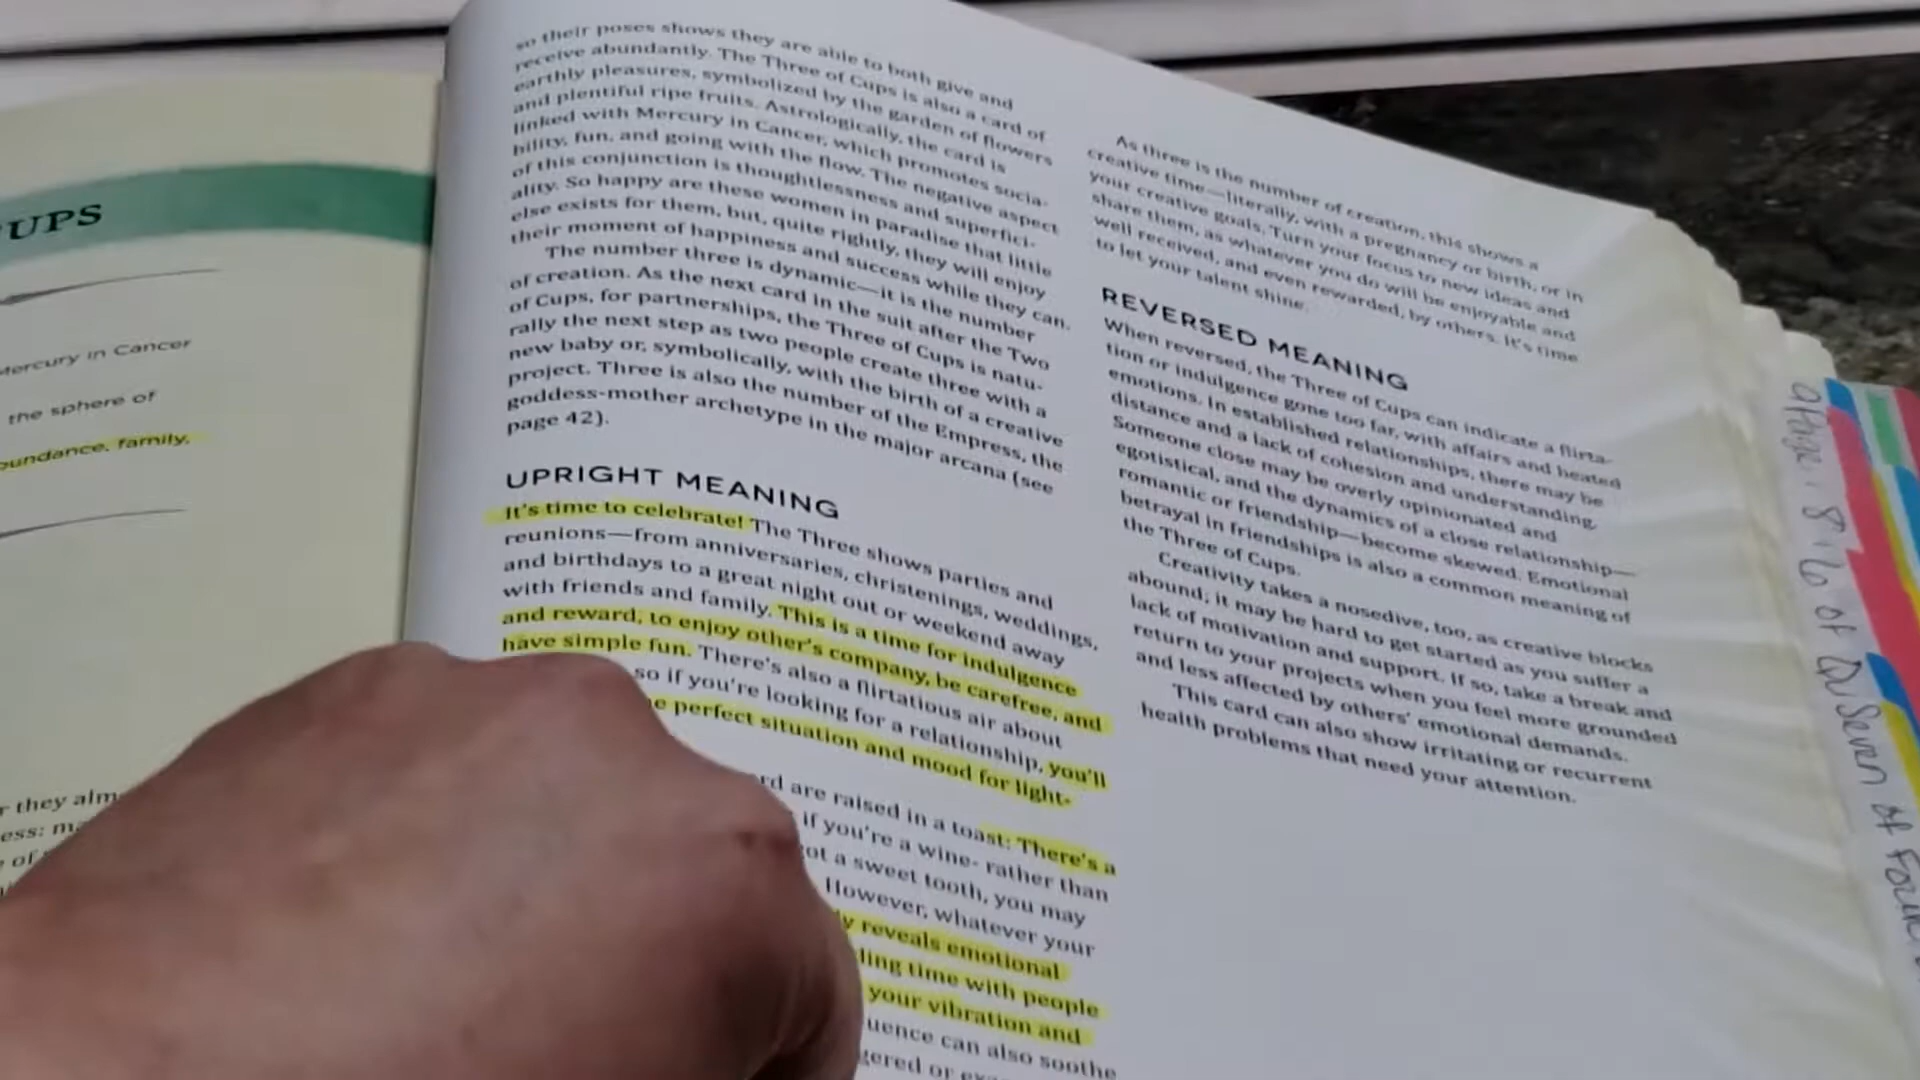 UPS
Mercury in Cancer
the sphere of
bundance, family,
r they alm
ess: ma
e of
so their poses shows they are able to both give and
receive abundantly. The Three of Cups is also a card of
earthly pleasures, symbolized by the garden of flowers
and plentiful ripe fruits. Astrologically, the card is
linked with Mercury in Cancer, which promotes socia-
bility, fun, and going with the flow. The negative aspect
of this conjunction is thoughtlessness and superfici-
ality. So happy are these women in paradise that little
else exists for them, but, quite rightly, they will enjoy
their moment of happiness and success while they can.
The number three is dynamic—it is the number
of creation. As the next card in the suit after the Two
of Cups, for partnerships, the Three of Cups is natu-
rally the next step as two people create three with a
new baby or, symbolically, with the birth of a creative
project. Three is also the number of the Empress, the
goddess-mother archetype in the major arcana (see
page 42).
UPRIGHT MEANING
It's time to celebrate! The Three shows parties and
reunions—from anniversaries, christenings, weddings,
and birthdays to a great night out or weekend away
with friends and family. This is a time for indulgence
and reward, to enjoy other's company, be carefree, and
have simple fun. There's also a flirtatious air about
so if you're looking for a relationship, you'll
e perfect situation and mood for light-
rd are raised in a toast: There's a
if you're a wine- rather than
ot a sweet tooth, you may
However, whatever your
ly reveals emotional
ding time with people
your vibration and
uence can also soothe
gered or
As three is the number of creation, this shows a
creative time—literally, with a pregnancy or birth, or in
your creative goals. Turn your focus to new ideas and
share them, as whatever you do will be enjoyable and
well received, and even rewarded, by others. It's time
to let your talent shine.
REVERSED MEANING
When reversed, the Three of Cups can indicate a flirta-
tion or indulgence gone too far, with affairs and heated
emotions. In established relationships, there may be
distance and a lack of cohesion and understanding.
Someone close may be overly opinionated and
egotistical, and the dynamics of a close relationship—
romantic or friendship—become skewed. Emotional
betrayal in friendships is also a common meaning of
the Three of Cups.
Creativity takes a nosedive, too, as creative blocks
abound; it may be hard to get started as you suffer a
lack of motivation and support. If so, take a break and
return to your projects when you feel more grounded
and less affected by others' emotional demands.
This card can also show irritating or recurrent
health problems that need your attention.
of
Seven of